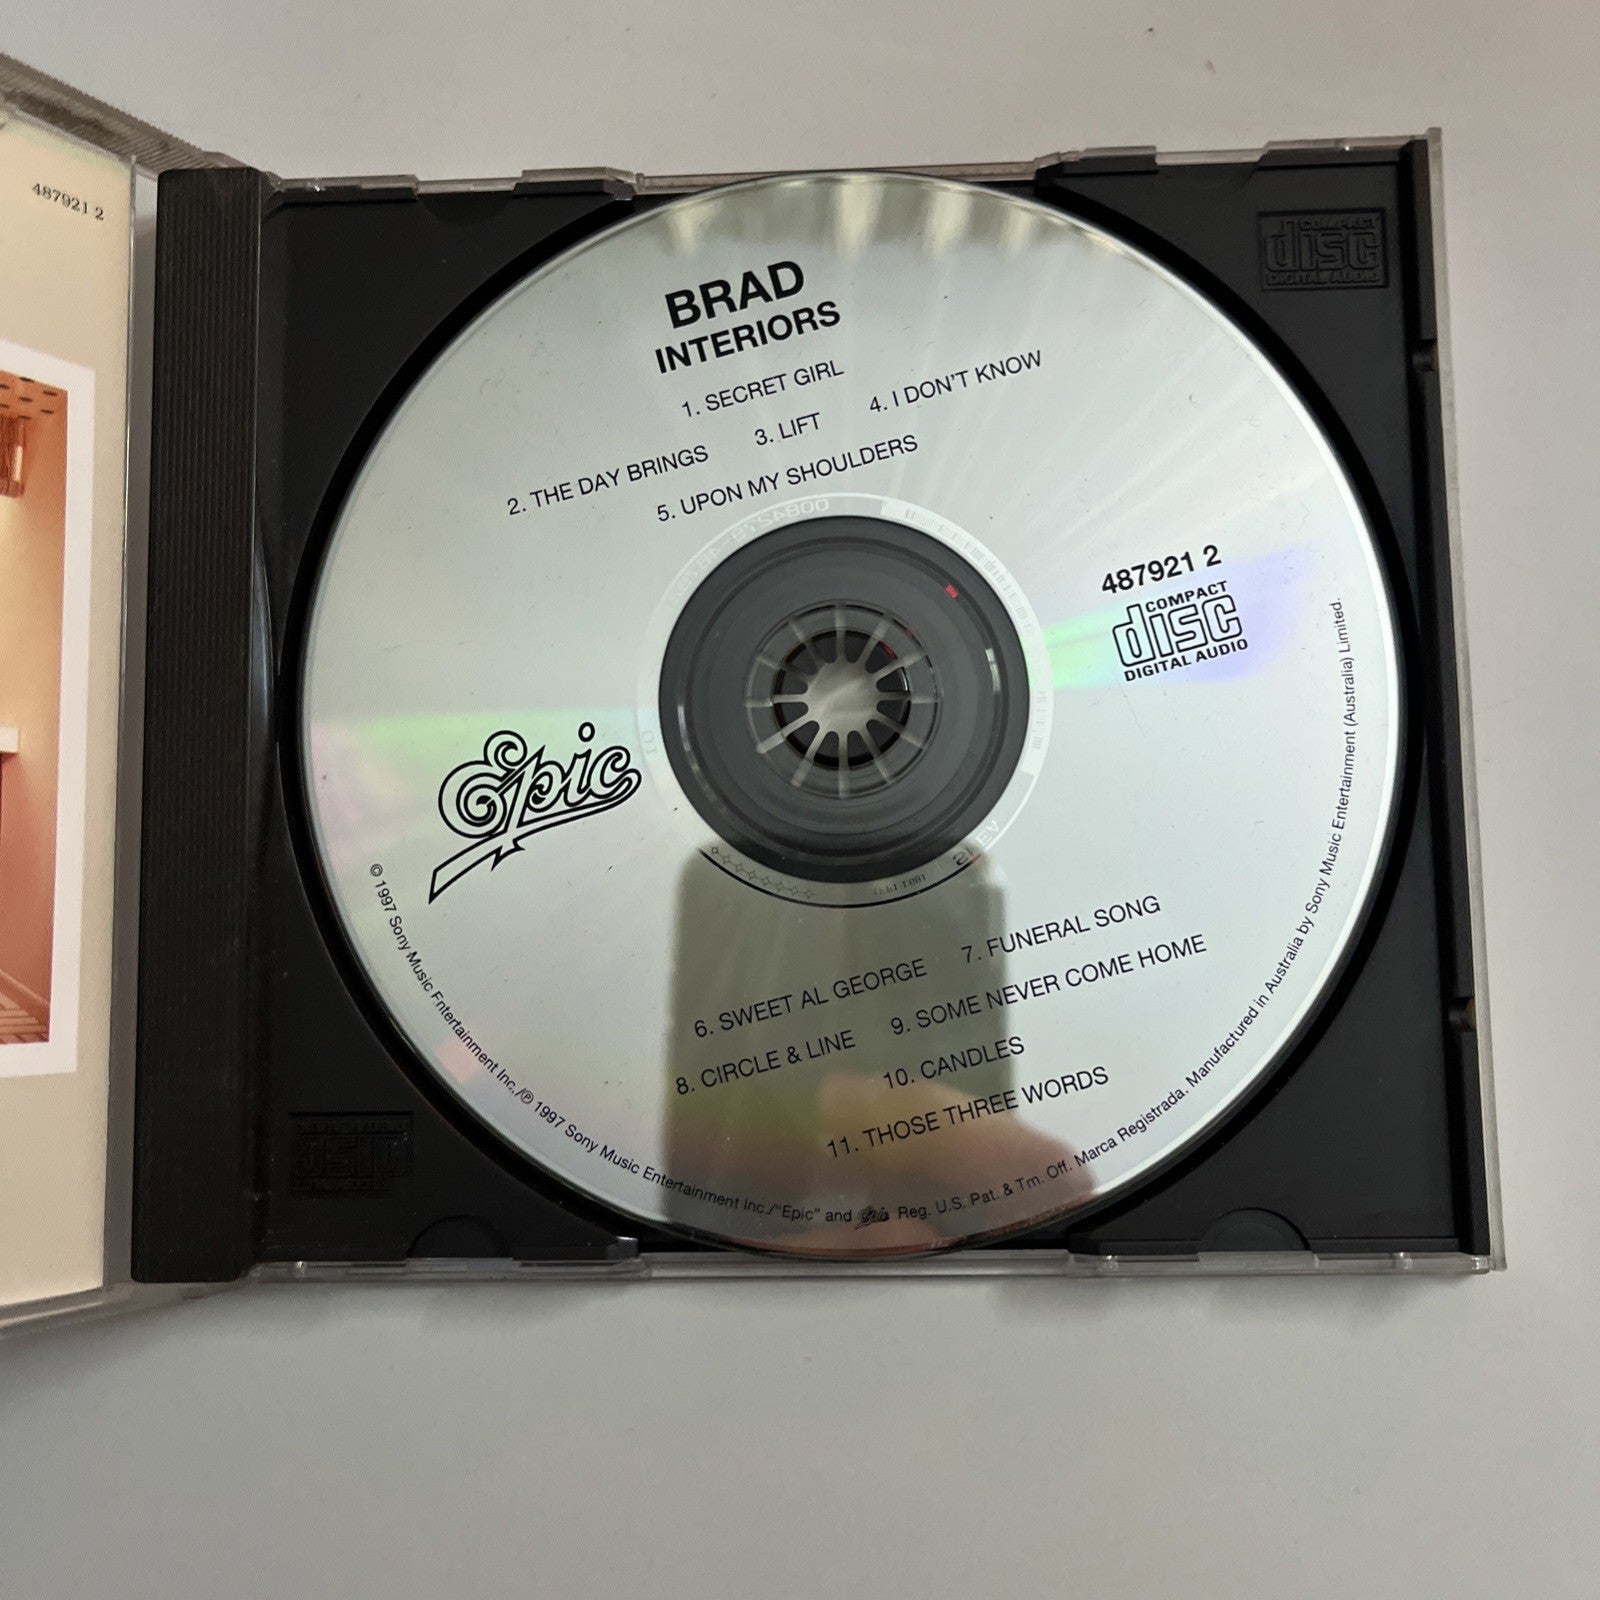 487921 2
COMPACT
disc
DIGITAL AUDIO
BRAD
INTERIORS
1. SECRET GIRL
2. THE DAY BRINGS 3. LIFT 4. I DON'T KNOW
5. UPON MY SHOULDERS
487921 2
COMPACT
disc
DIGITAL AUDIO
Epic
6. SWEET AL GEORGE 7. FUNERAL SONG
8. CIRCLE & LINE 9. SOME NEVER COME HOME
10. CANDLES
11. THOSE THREE WORDS
© 1997 Sony Music Entertainment Inc./℗ 1997 Sony Music Entertainment Inc./"Epic" and Epic Reg. U.S. Pat. & Tm. Off. Marca Registrada. Manufactured in Australia by Sony Music Entertainment (Australia) Limited.